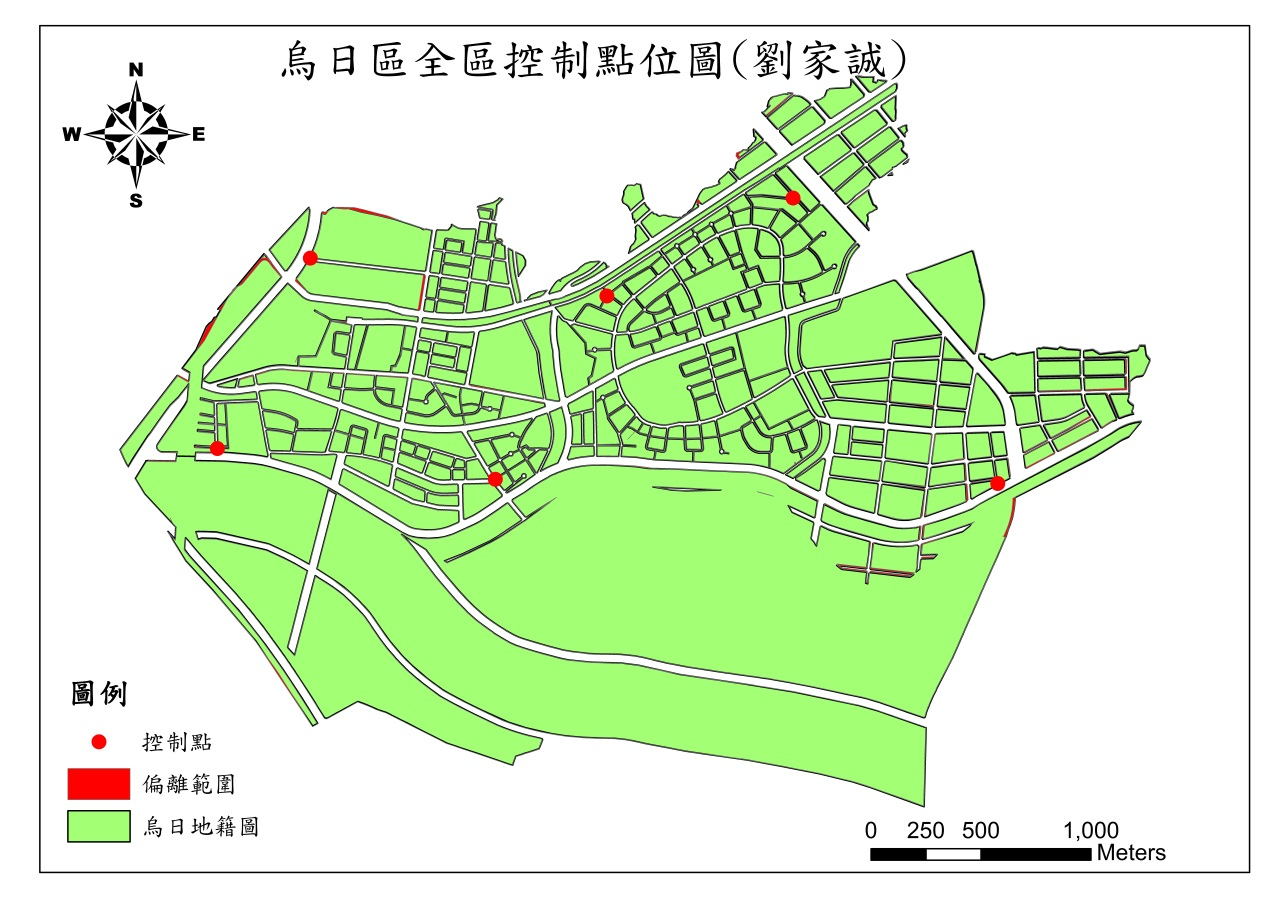 烏日區全區控制點位圖(劉家誠)
N
W E
S
圖例
控制點
偏離範圍
烏日地籍圖
0 250 500 1,000
Meters